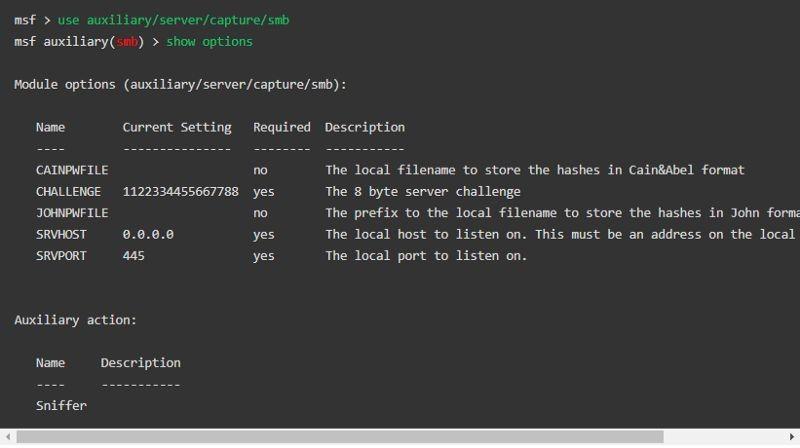 msf > use auxiliary/server/capture/smb
msf auxiliary(smb) > show options
Module options (auxiliary/server/capture/smb):
Name Current Setting Required Description
---- --------------- -------- -----------
CAINPWFILE no The local filename to store the hashes in Cain&Abel format
CHALLENGE 1122334455667788 yes The 8 byte server challenge
JOHNPWFILE no The prefix to the local filename to store the hashes in John forma
SRVHOST 0.0.0.0 yes The local host to listen on. This must be an address on the local
SRVPORT 445 yes The local port to listen on.
Auxiliary action:
Name Description
---- -----------
Sniffer